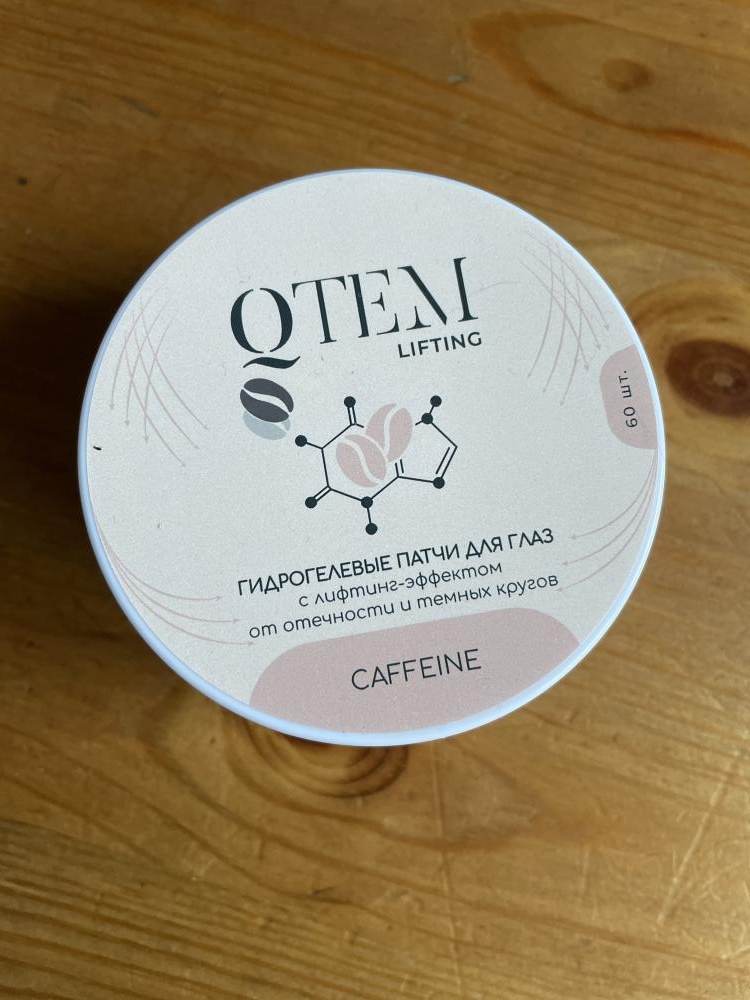 QTEM
LIFTING
60 шт.
ГИДРОГЕЛЕВЫЕ ПАТЧИ ДЛЯ ГЛАЗ
с лифтинг-эффектом
от отечности и темных кругов
CAFFEINE